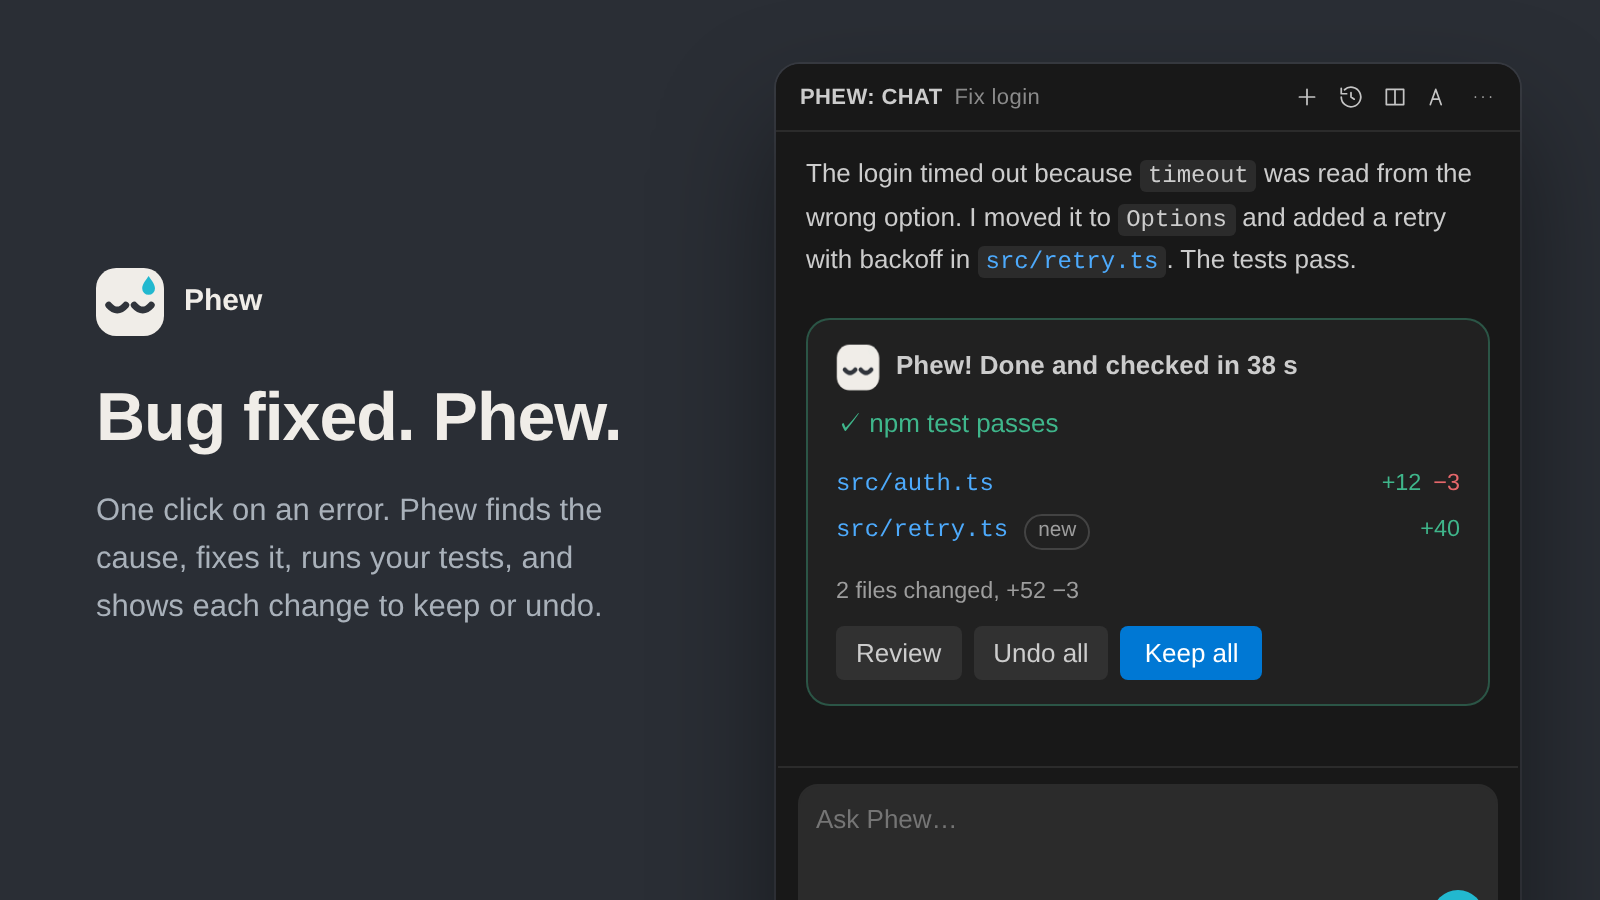 Phew
Bug fixed. Phew.
One click on an error. Phew finds the
cause, fixes it, runs your tests, and
shows each change to keep or undo.
PHEW: CHAT Fix login
The login timed out because timeout was read from the
wrong option. I moved it to Options and added a retry
with backoff in src/retry.ts. The tests pass.
Phew! Done and checked in 38 s
✓ npm test passes
src/auth.ts +12 −3
src/retry.ts new +40
2 files changed, +52 −3
Review Undo all Keep all
Ask Phew…